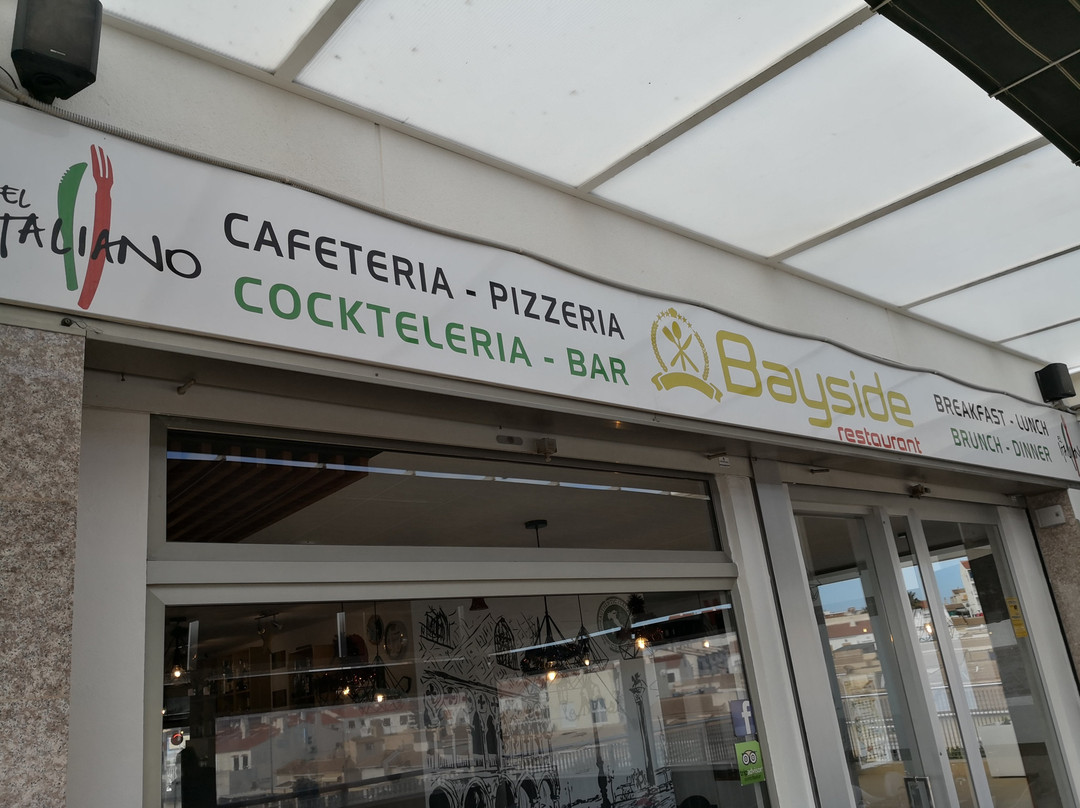 EL
ITALIANO
CAFETERIA - PIZZERIA
COCKTELERIA - BAR
Bayside
restaurant
BREAKFAST - LUNCH
BRUNCH - DINNER
f